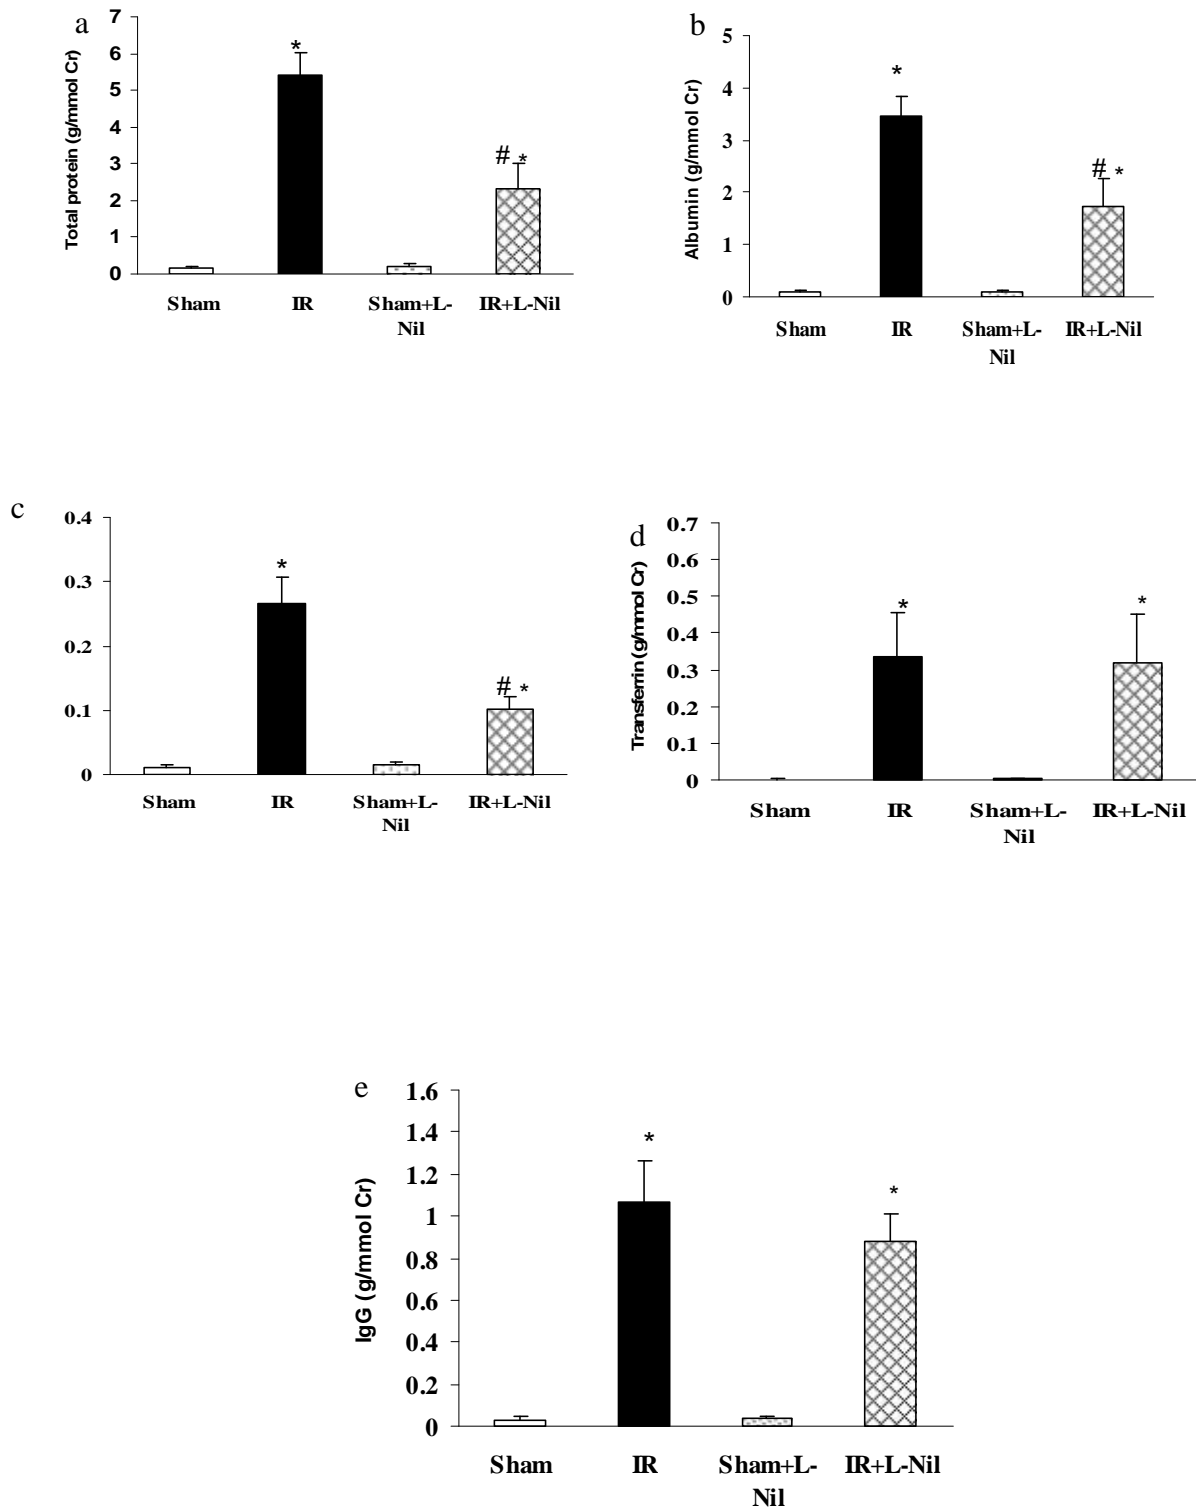 a
Total protein (g/mmol Cr)
7
6
5
4
3
2
1
0
*
# *
Sham
IR
Sham+L-
Nil
IR+L-Nil
b
Albumin (g/mmol Cr)
5
4
3
2
1
0
*
# *
Sham
IR
Sham+L-
Nil
IR+L-Nil
c
0.4
0.3
0.2
0.1
0
*
# *
Sham
IR
Sham+L-
Nil
IR+L-Nil
d
Transferrin (g/mmol Cr)
0.7
0.6
0.5
0.4
0.3
0.2
0.1
0
*
*
Sham
IR
Sham+L-
Nil
IR+L-Nil
e
IgG (g/mmol Cr)
1.6
1.4
1.2
1
0.8
0.6
0.4
0.2
0
*
*
Sham
IR
Sham+L-
Nil
IR+L-Nil